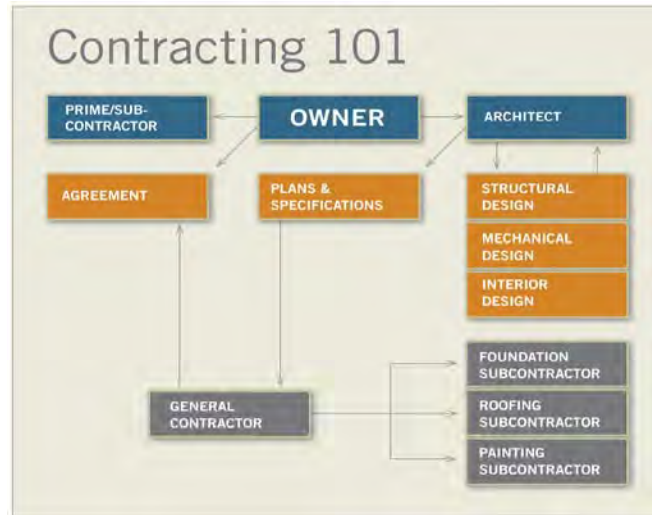 Contracting 101
PRIME/SUB-
CONTRACTOR
OWNER
ARCHITECT
AGREEMENT
PLANS &
SPECIFICATIONS
STRUCTURAL
DESIGN
MECHANICAL
DESIGN
INTERIOR
DESIGN
GENERAL
CONTRACTOR
FOUNDATION
SUBCONTRACTOR
ROOFING
SUBCONTRACTOR
PAINTING
SUBCONTRACTOR